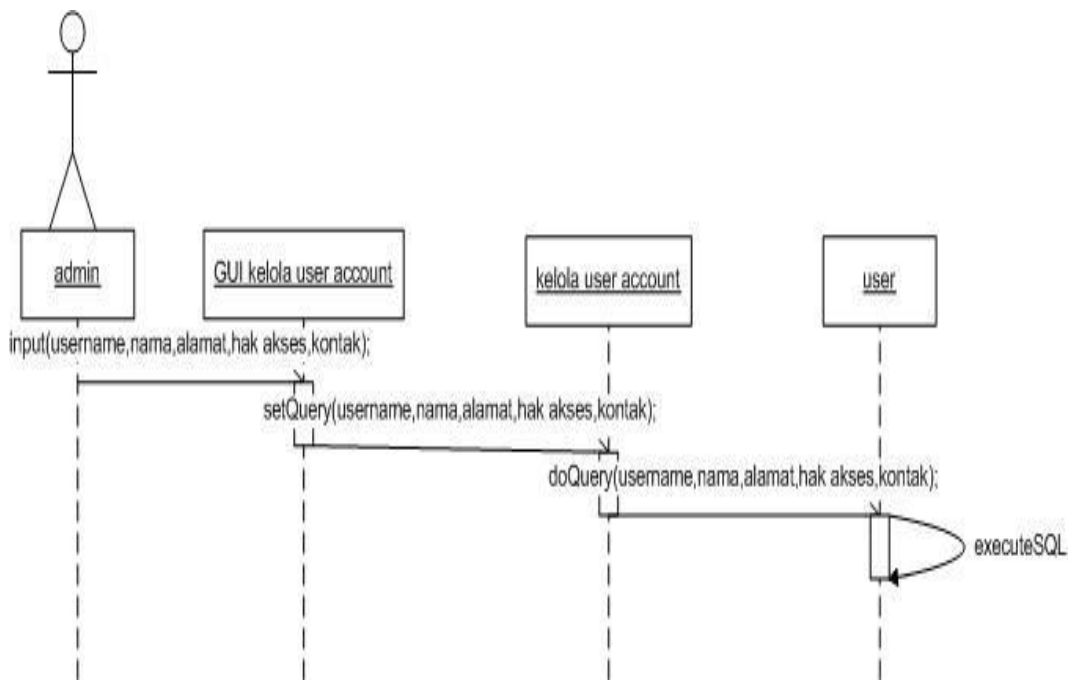 admin
GUI kelola user account
kelola user account
user
input(username,nama,alamat,hak akses,kontak);
setQuery(username,nama,alamat,hak akses,kontak);
doQuery(username,nama,alamat,hak akses,kontak);
executeSQL